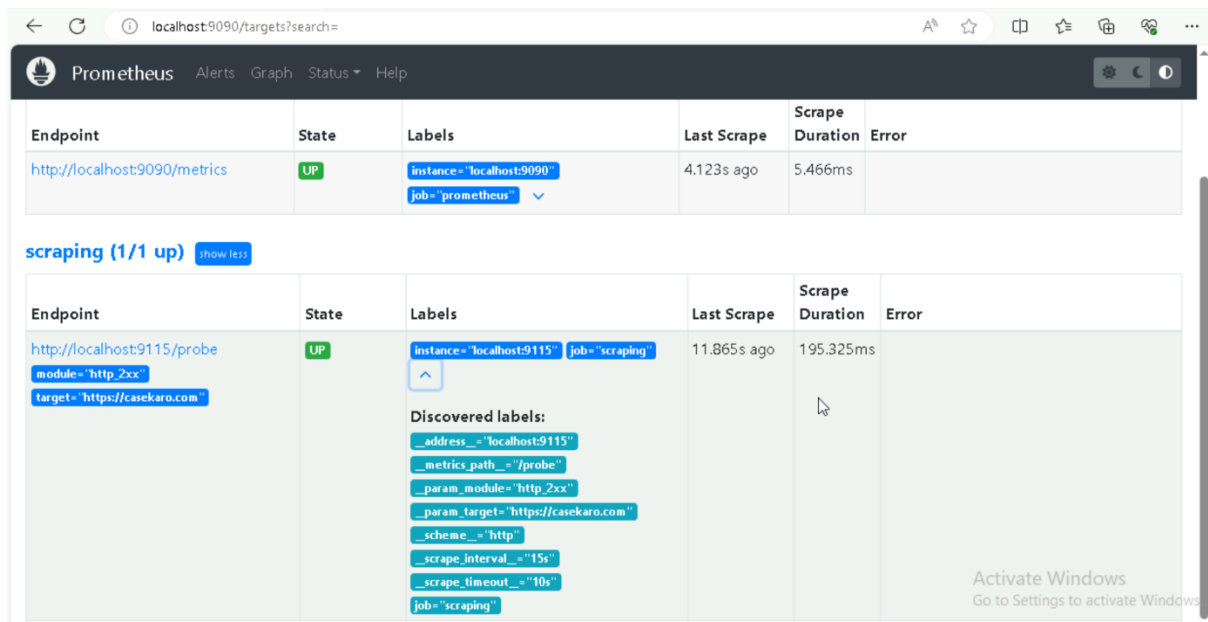 localhost:9090/targets?search=
Prometheus Alerts Graph Status Help
Endpoint State Labels Last Scrape Scrape Duration Error
http://localhost:9090/metrics UP instance="localhost:9090" 4.123s ago 5.466ms
job="prometheus"
scraping (1/1 up) show less
Endpoint State Labels Last Scrape Scrape Duration Error
http://localhost:9115/probe UP instance="localhost:9115" job="scraping" 11.865s ago 195.325ms
module="http_2xx"
target="https://casekaro.com"
Discovered labels:
__address__="localhost:9115"
__metrics_path__="/probe"
__param_module="http_2xx"
__param_target="https://casekaro.com"
__scheme__="http"
__scrape_interval__="15s"
__scrape_timeout__="10s"
job="scraping"
Activate Windows
Go to Settings to activate Windows